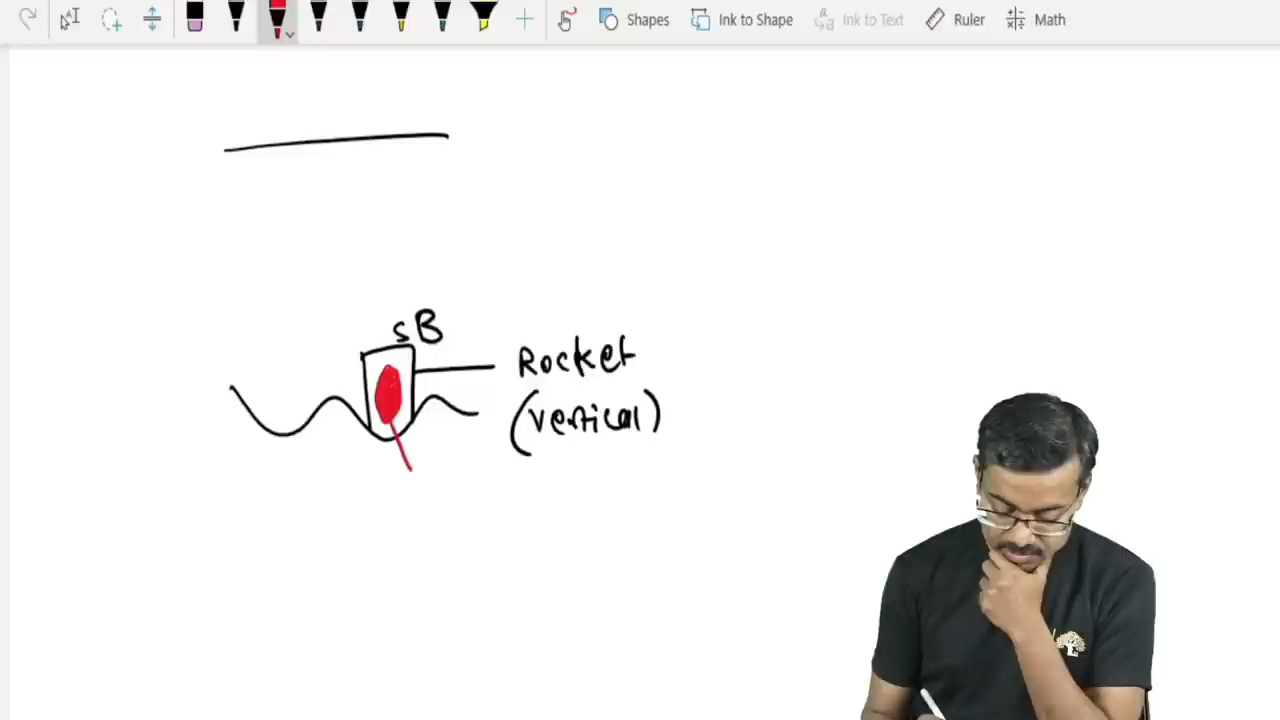 Shapes
Ink to Shape
Ink to Text
Ruler
Math
SB
Rocket
(vertical)